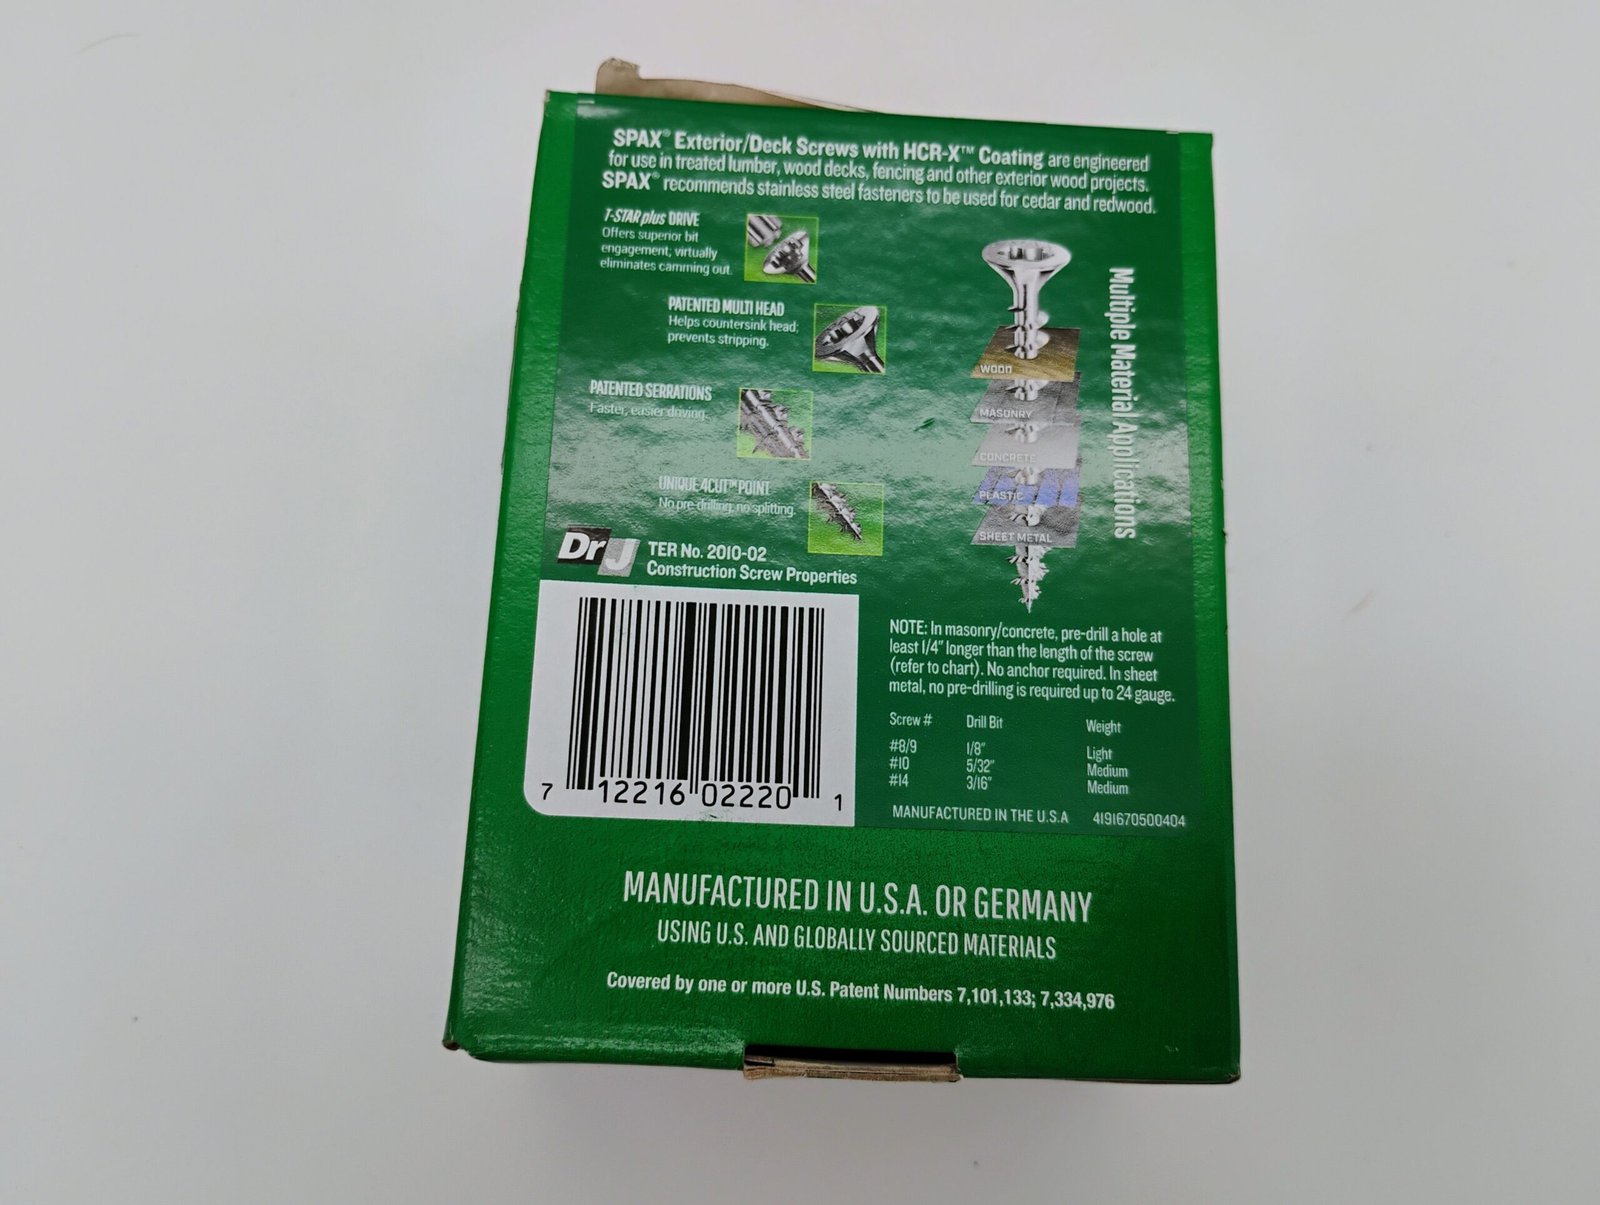 SPAX® Exterior/Deck Screws with HCR-X™ Coating are engineered
for use in treated lumber, wood decks, fencing and other exterior wood projects.
SPAX® recommends stainless steel fasteners to be used for cedar and redwood.
T-STAR plus DRIVE
Offers superior bit
engagement; virtually
eliminates camming out.
PATENTED MULTI HEAD
Helps countersink head;
prevents stripping.
PATENTED SERRATIONS
Faster, easier driving.
UNIQUE 4CUT™ POINT
No pre-drilling; no splitting.
Multiple Material Applications
WOOD
MASONRY
CONCRETE
PLASTIC
SHEET METAL
DrJ
TER No. 2010-02
Construction Screw Properties
7 12216 02220 1
NOTE: In masonry/concrete, pre-drill a hole at
least 1/4" longer than the length of the screw
(refer to chart). No anchor required. In sheet
metal, no pre-drilling is required up to 24 gauge.
Screw # Drill Bit Weight
#8/9 1/8" Light
#10 5/32" Medium
#14 3/16" Medium
MANUFACTURED IN THE U.S.A 4191670500404
MANUFACTURED IN U.S.A. OR GERMANY
USING U.S. AND GLOBALLY SOURCED MATERIALS
Covered by one or more U.S. Patent Numbers 7,101,133; 7,334,976